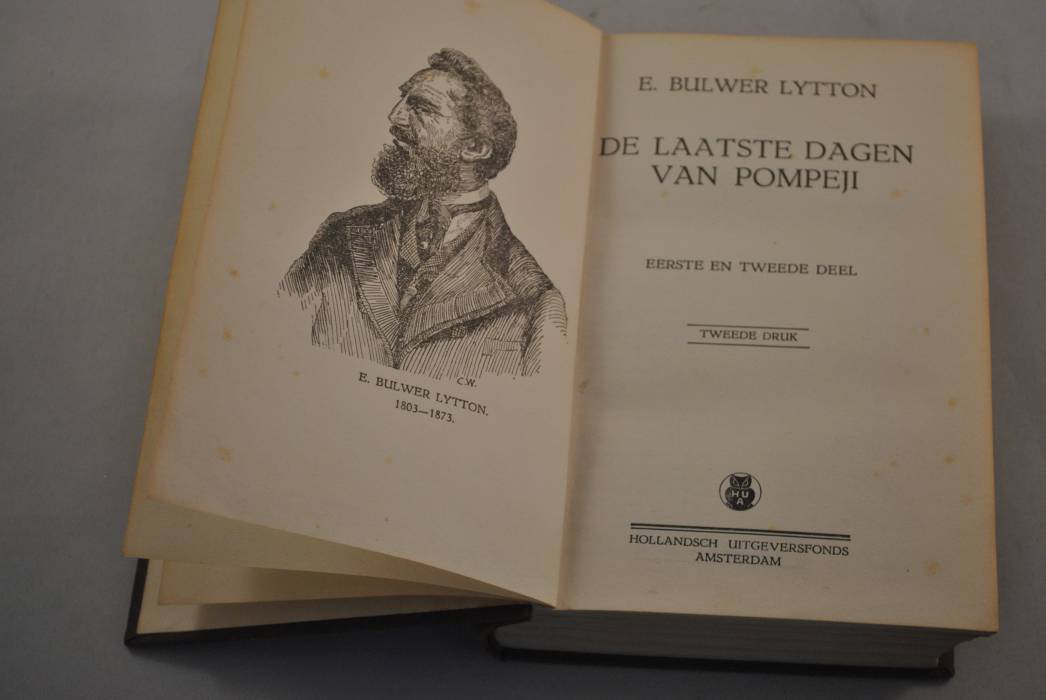 C.W.
E. BULWER LYTTON.
1803—1873.
E. BULWER LYTTON
DE LAATSTE DAGEN
VAN POMPEJI
EERSTE EN TWEEDE DEEL
TWEEDE DRUK
HU
A
HOLLANDSCH UITGEVERSFONDS
AMSTERDAM